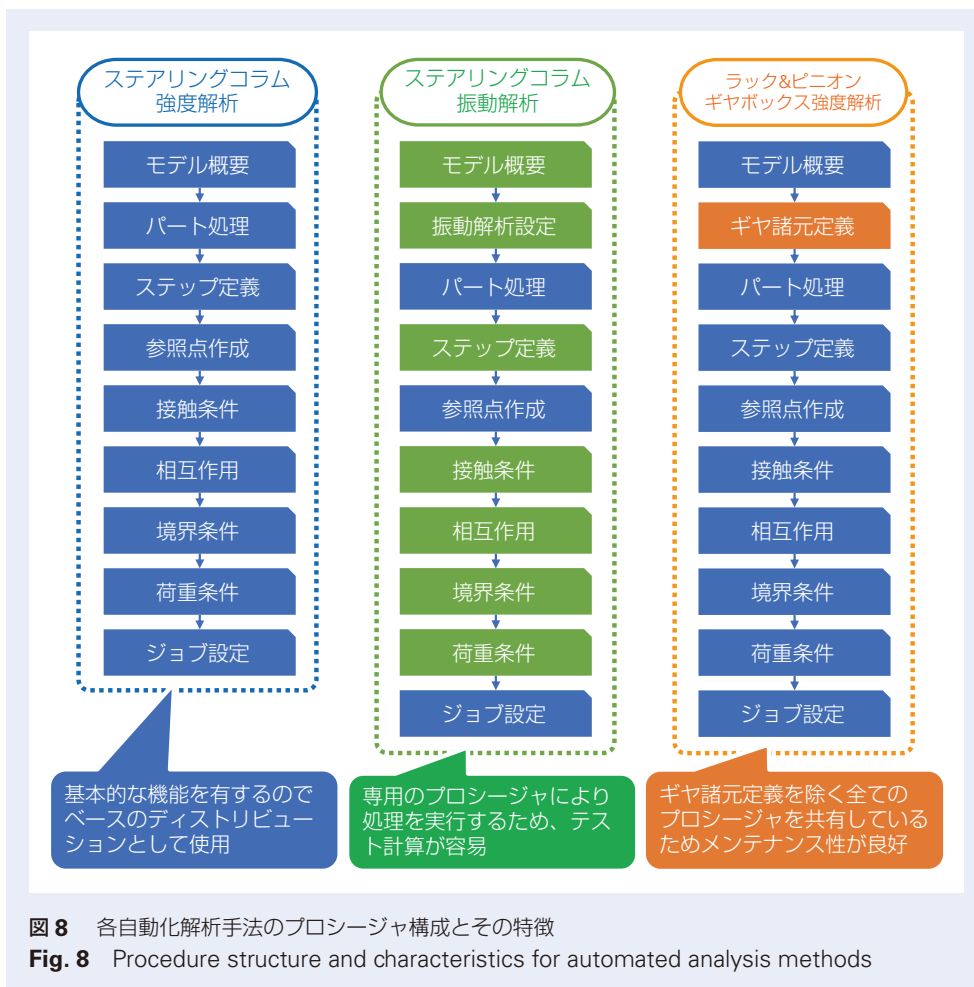 ステアリングコラム
強度解析
モデル概要
パート処理
ステップ定義
参照点作成
接触条件
相互作用
境界条件
荷重条件
ジョブ設定
基本的な機能を有するので
ベースのディストリビュー
ションとして使用
ステアリングコラム
振動解析
モデル概要
振動解析設定
パート処理
ステップ定義
参照点作成
接触条件
相互作用
境界条件
荷重条件
ジョブ設定
専用のプロシージャにより
処理を実行するため、テス
ト計算が容易
ラック&ピニオン
ギヤボックス強度解析
モデル概要
ギヤ諸元定義
パート処理
ステップ定義
参照点作成
接触条件
相互作用
境界条件
荷重条件
ジョブ設定
ギヤ諸元定義を除く全ての
プロシージャを共有している
ためメンテナンス性が良好
図8 各自動化解析手法のプロシージャ構成とその特徴
Fig. 8 Procedure structure and characteristics for automated analysis methods